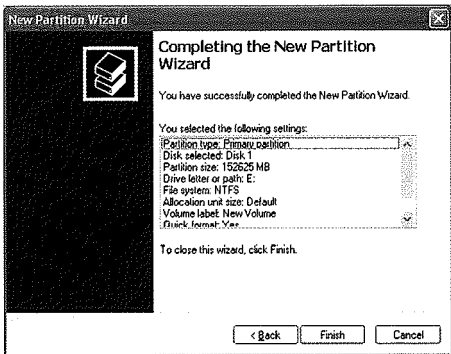 New Partition Wizard
Completing the New Partition
Wizard
You have successfully completed the New Partition Wizard.
You selected the following settings:
Partition type: Primary partition
Disk selected: Disk 1
Partition size: 152625 MB
Drive letter or path: E:
File system: NTFS
Allocation unit size: Default
Volume label: New Volume
Quick format: Yes
To close this wizard, click Finish.
< Back
Finish
Cancel